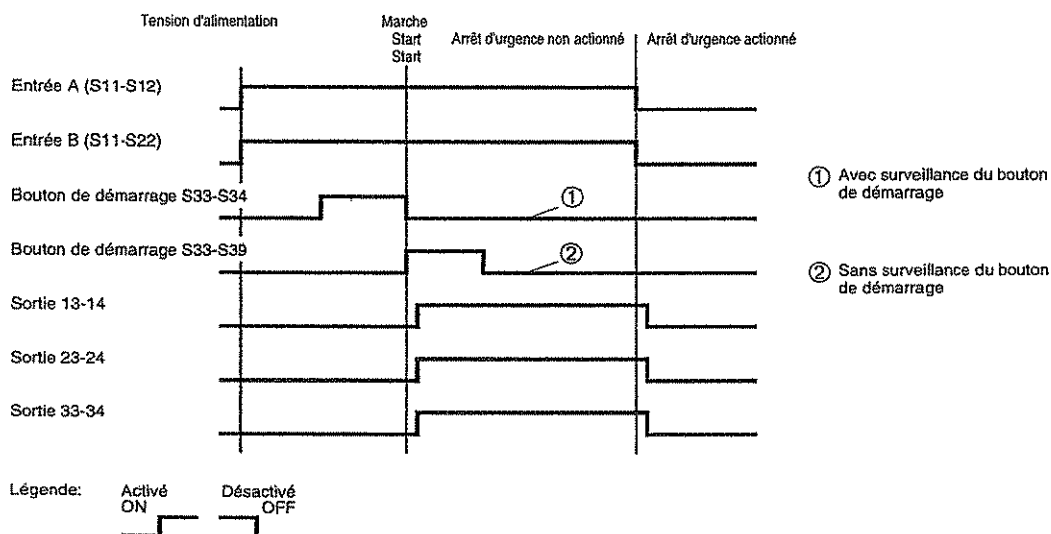 Tension d'alimentation
Marche
Start
Start
Arrêt d'urgence non actionné
Arrêt d'urgence actionné
Entrée A (S11-S12)
Entrée B (S11-S22)
Bouton de démarrage S33-S34
①
Bouton de démarrage S33-S39
②
Sortie 13-14
Sortie 23-24
Sortie 33-34
① Avec surveillance du bouton
de démarrage
② Sans surveillance du bouton
de démarrage
Légende:
Activé
ON
Désactivé
OFF